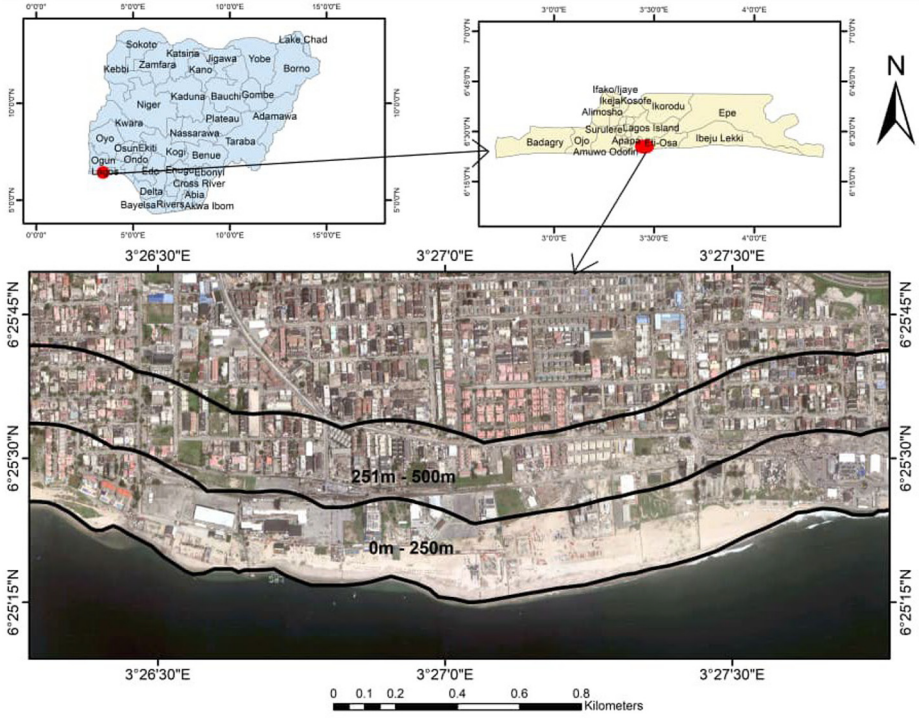 0°0'0" 5°0'0"E 10°0'0"E 15°0'0"E
10°0'0"N
5°0'0"N
Sokoto
Katsina
Lake Chad
Kebbi
Zamfara
Kano
Jigawa
Yobe
Borno
Niger
Kaduna
Bauchi
Gombe
Kwara
Plateau
Adamawa
Oyo
Nassarawa
Taraba
Osun
Ekiti
Ogun
Ondo
Kogi
Benue
Lagos
Edo
Enugu
Ebonyi
Cross River
Delta
Abia
Bayelsa
Rivers
Akwa Ibom
10°0'0"N
5°0'0"N
0°0'0" 5°0'0"E 10°0'0"E 15°0'0"E
3°0'0"E 3°30'0"E 4°0'0"E
7°0'0"N
6°45'0"N
6°30'0"N
6°15'0"N
Ifako/Ijaye
Ikeja
Kosofe
Alimosho
Ikorodu
Epe
Surulere
Lagos Island
Badagry
Ojo
Apapa
Eti-Osa
Ibeju Lekki
Amuwo Odofin
7°0'0"N
6°45'0"N
6°30'0"N
6°15'0"N
3°0'0"E 3°30'0"E 4°0'0"E
N
3°26'30"E 3°27'0"E 3°27'30"E
6°25'45"N
6°25'30"N
6°25'15"N
251m - 500m
0m - 250m
6°25'45"N
6°25'30"N
6°25'15"N
3°26'30"E 3°27'0"E 3°27'30"E
0 0.1 0.2 0.4 0.6 0.8
Kilometers